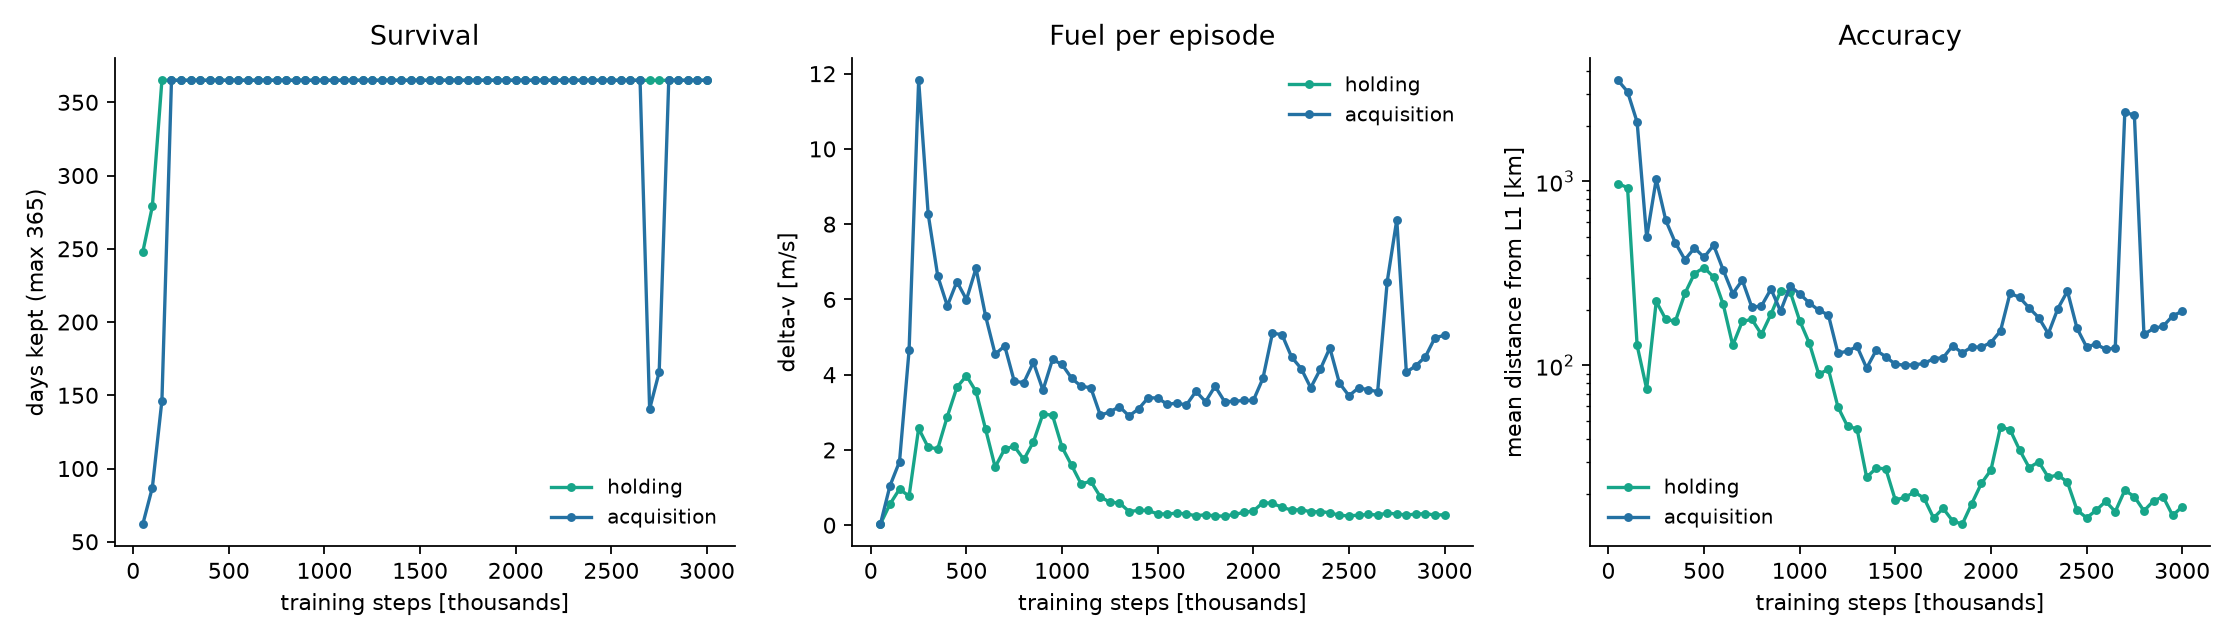 Survival
days kept (max 365)
350
300
250
200
150
100
50
holding
acquisition
0 500 1000 1500 2000 2500 3000
training steps [thousands]
Fuel per episode
delta-v [m/s]
12
10
8
6
4
2
0
holding
acquisition
0 500 1000 1500 2000 2500 3000
training steps [thousands]
Accuracy
mean distance from L1 [km]
10³
10²
holding
acquisition
0 500 1000 1500 2000 2500 3000
training steps [thousands]